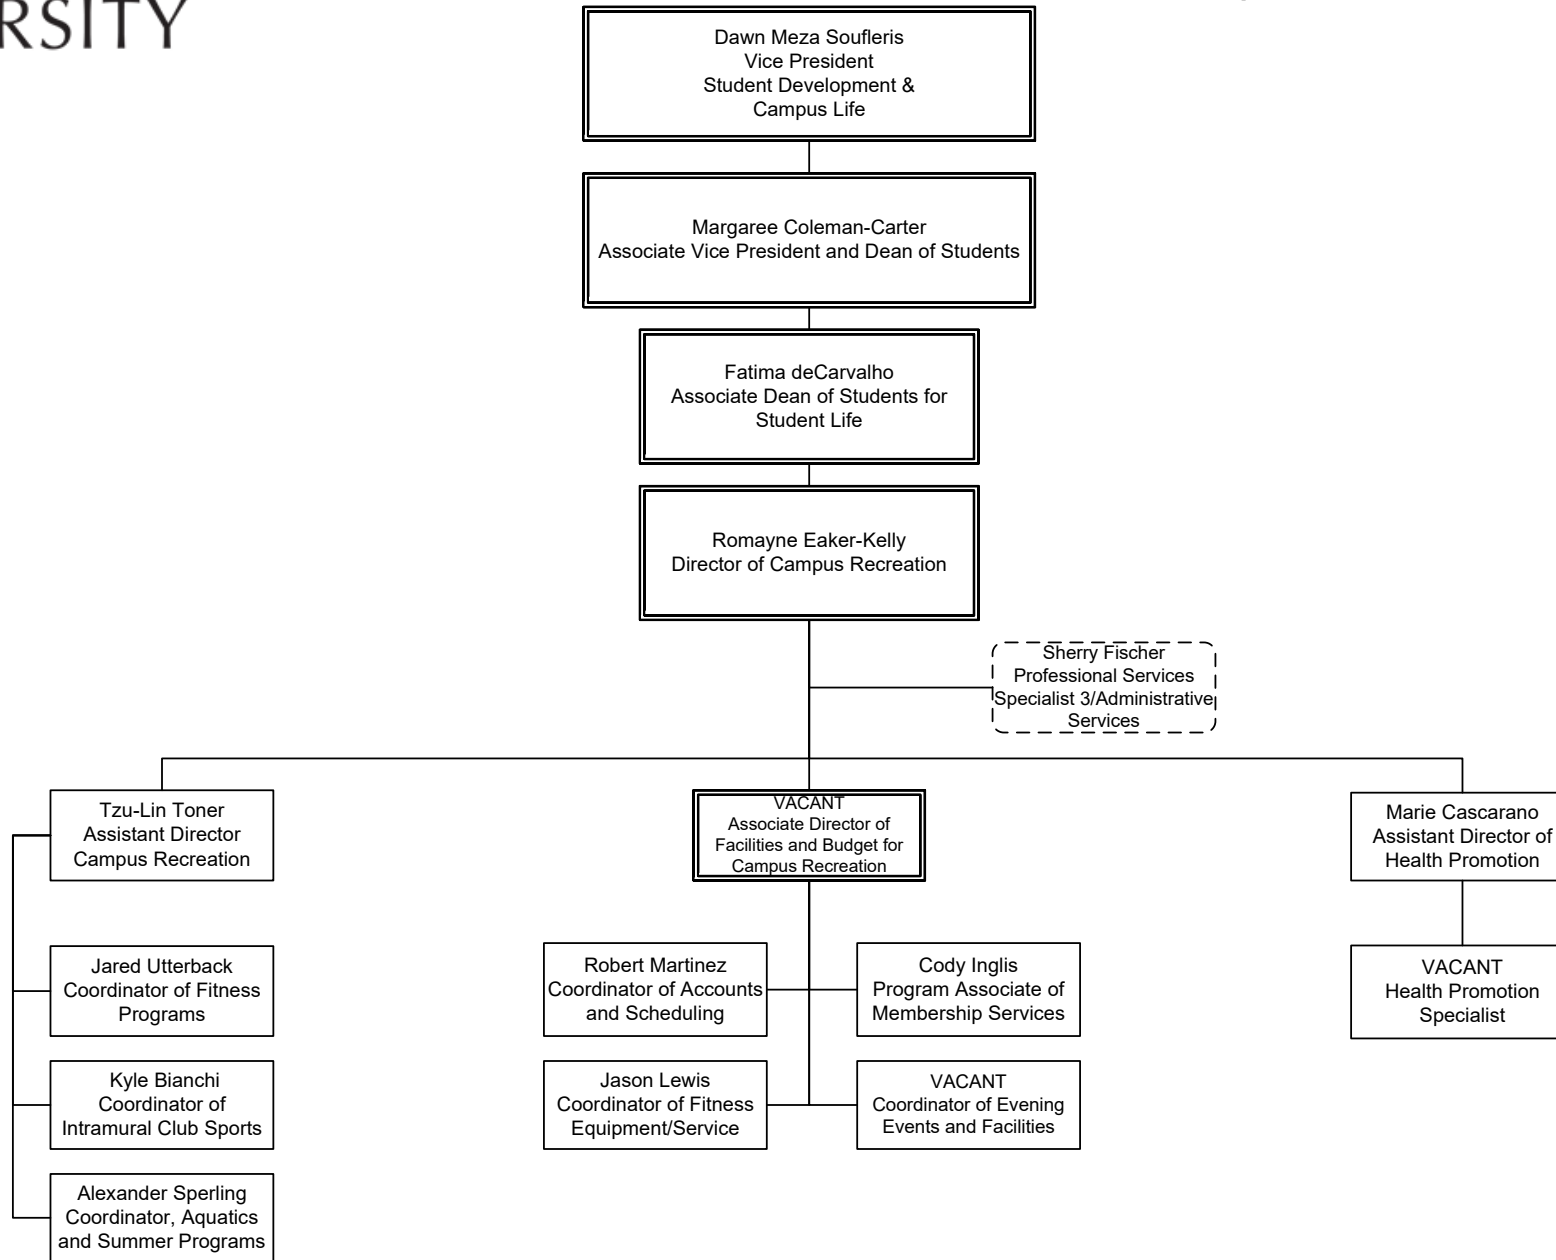 RSITY
Dawn Meza Soufleris
Vice President
Student Development &
Campus Life
Margaree Coleman-Carter
Associate Vice President and Dean of Students
Fatima deCarvalho
Associate Dean of Students for
Student Life
Romayne Eaker-Kelly
Director of Campus Recreation
Sherry Fischer
Professional Services
Specialist 3/Administrative
Services
Tzu-Lin Toner
Assistant Director
Campus Recreation
VACANT
Associate Director of
Facilities and Budget for
Campus Recreation
Marie Cascarano
Assistant Director of
Health Promotion
Jared Utterback
Coordinator of Fitness
Programs
Robert Martinez
Coordinator of Accounts
and Scheduling
Cody Inglis
Program Associate of
Membership Services
VACANT
Health Promotion
Specialist
Kyle Bianchi
Coordinator of
Intramural Club Sports
Jason Lewis
Coordinator of Fitness
Equipment/Service
VACANT
Coordinator of Evening
Events and Facilities
Alexander Sperling
Coordinator, Aquatics
and Summer Programs